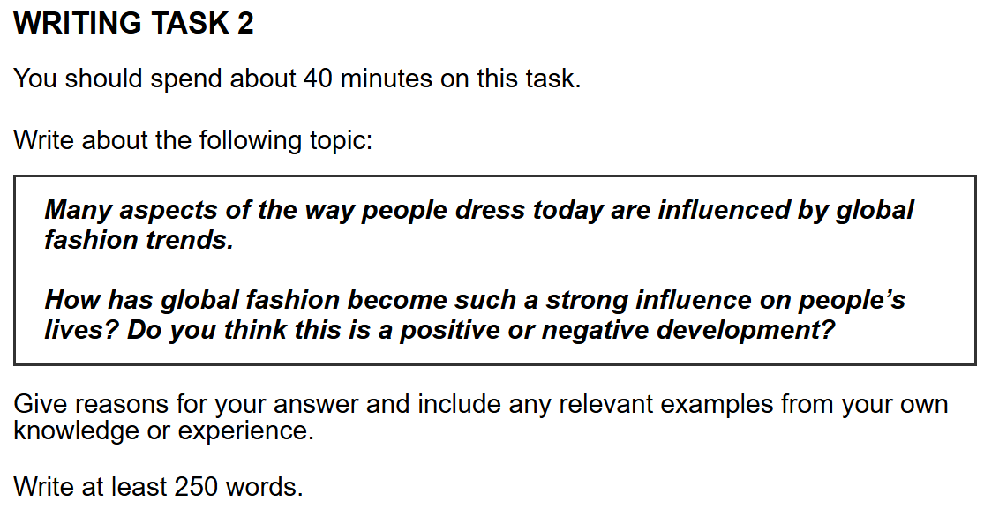 WRITING TASK 2
You should spend about 40 minutes on this task.
Write about the following topic:
Many aspects of the way people dress today are influenced by global
fashion trends.
How has global fashion become such a strong influence on people’s
lives? Do you think this is a positive or negative development?
Give reasons for your answer and include any relevant examples from your own
knowledge or experience.
Write at least 250 words.